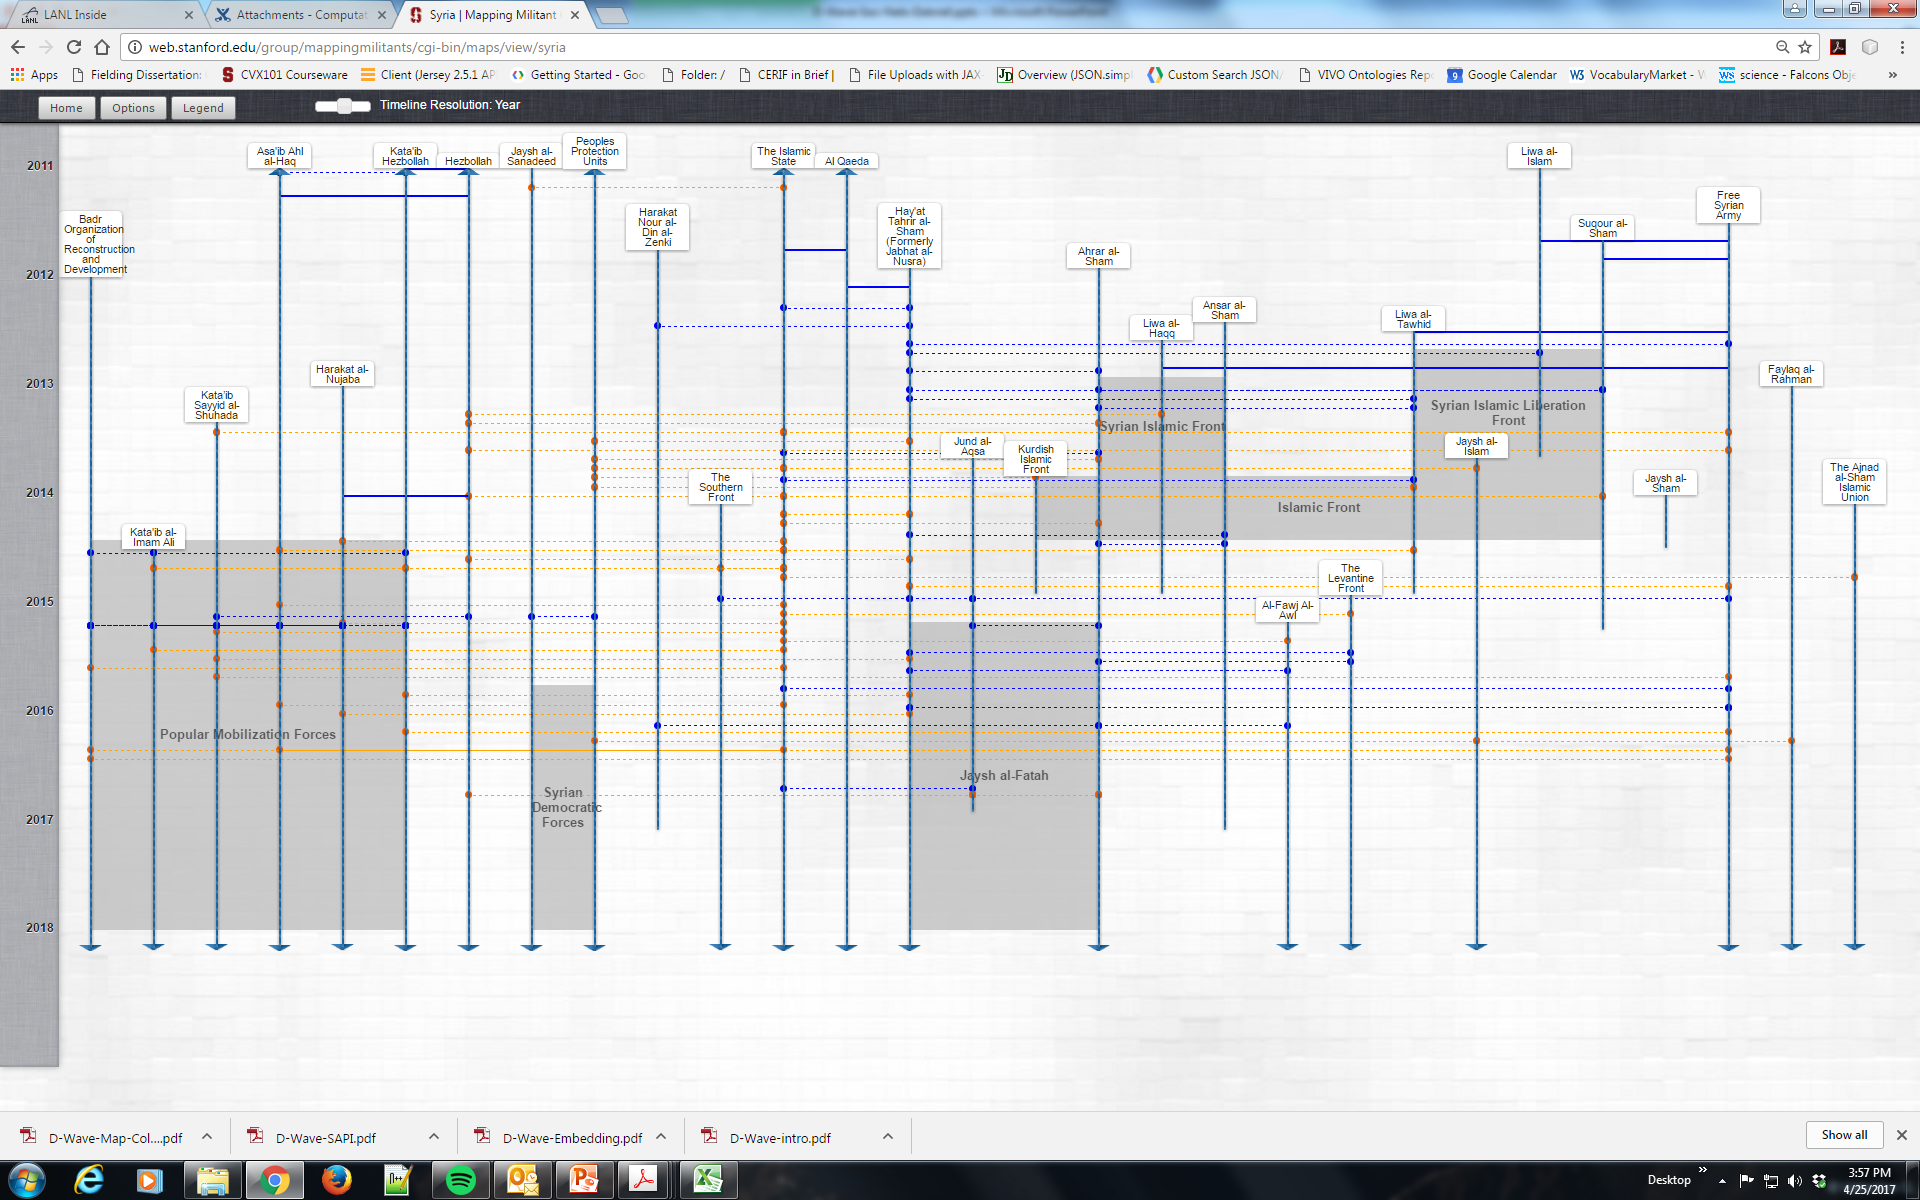 LANL Inside
Attachments - Computat
Syria | Mapping Militant
web.stanford.edu/group/mappingmilitants/cgi-bin/maps/view/syria
Apps
Fielding Dissertation:
CVX101 Courseware
Client (Jersey 2.5.1 AP
Getting Started - Goo
Folder: /
CERIF in Brief |
File Uploads with JAX
Overview (JSON.simpl
Custom Search JSON/
VIVO Ontologies Rep
Google Calendar
VocabularyMarket - V
science - Falcons Obje
»
Home
Options
Legend
Timeline Resolution: Year
2011
2012
2013
2014
2015
2016
2017
2018
Badr
Organization
of
Reconstruction
and
Development
Kata'ib al-
Imam Ali
Kata'ib
Sayyid al-
Shuhada
Asa'ib Ahl
al-Haq
Harakat al-
Nujaba
Kata'ib
Hezbollah
Hezbollah
Jaysh al-
Sanadeed
Peoples
Protection
Units
Harakat
Nour al-
Din al-
Zenki
The
Southern
Front
The Islamic
State
Al Qaeda
Hay'at
Tahrir al-
Sham
(Formerly
Jabhat al-
Nusra)
Jund al-
Aqsa
Kurdish
Islamic
Front
Ahrar al-
Sham
Liwa al-
Haqq
Ansar al-
Sham
Al-Fawj Al-
Awl
The
Levantine
Front
Liwa al-
Tawhid
Jaysh al-
Islam
Liwa al-
Islam
Suqour al-
Sham
Jaysh al-
Sham
Free
Syrian
Army
Faylaq al-
Rahman
The Ajnad
al-Sham
Islamic
Union
Syrian Islamic Front
Syrian Islamic Liberation
Front
Islamic Front
Popular Mobilization Forces
Syrian
Democratic
Forces
Jaysh al-Fatah
D-Wave-Map-Col....pdf
D-Wave-SAPI.pdf
D-Wave-Embedding.pdf
D-Wave-intro.pdf
Show all
Desktop
»
3:57 PM
4/25/2017